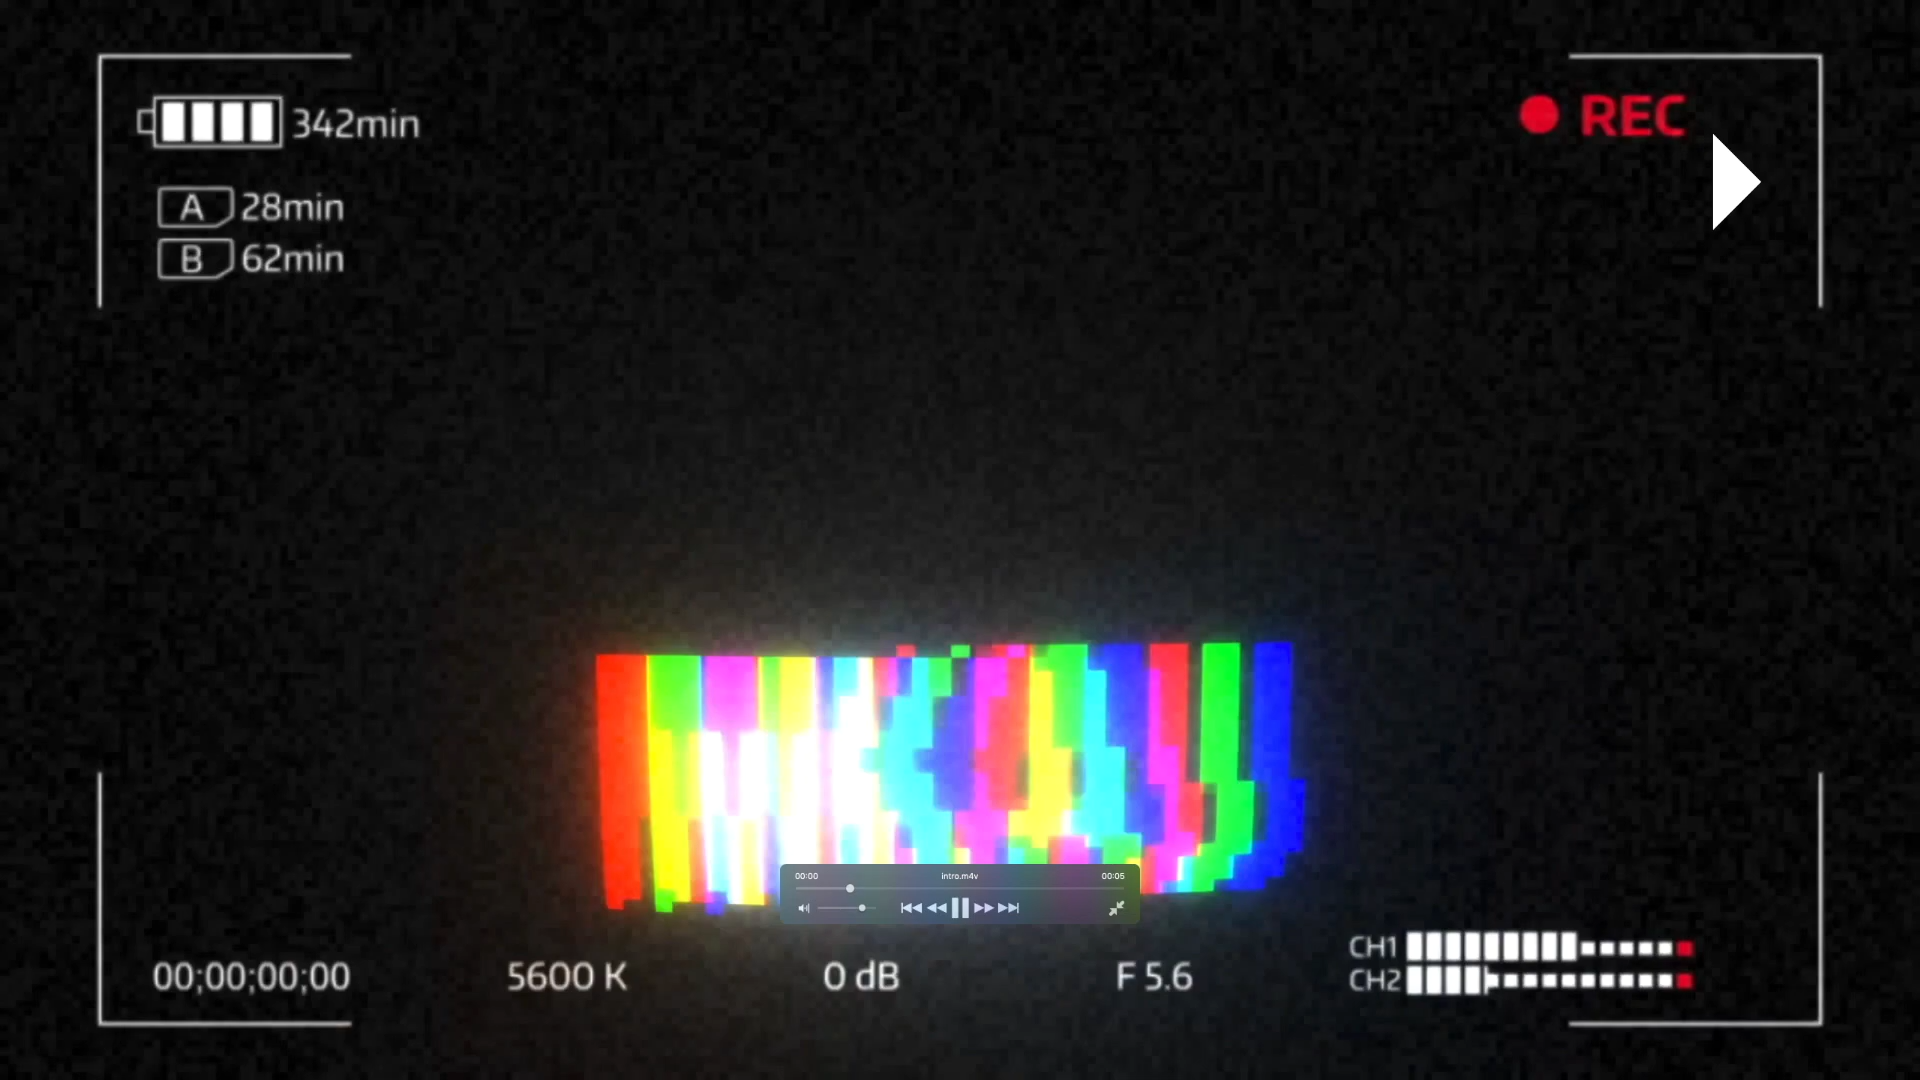 342min
REC
A 28min
B 62min
00:00 intro.m4v 00:05
00;00;00;00 5600 K 0 dB F 5.6
CH1
CH2